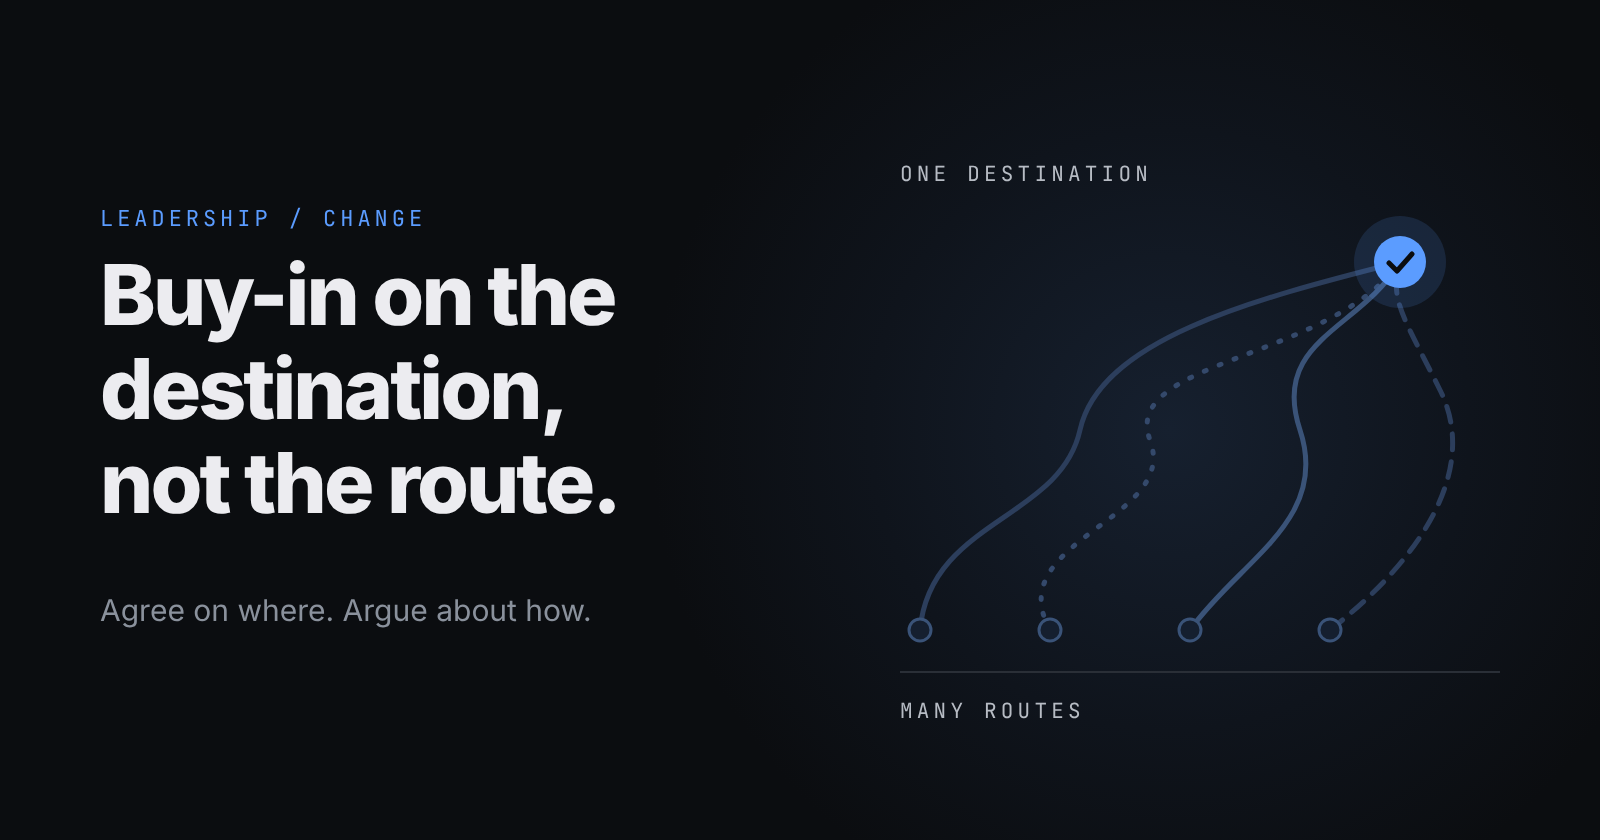 LEADERSHIP / CHANGE
Buy-in on the
destination,
not the route.
Agree on where. Argue about how.
ONE DESTINATION
MANY ROUTES